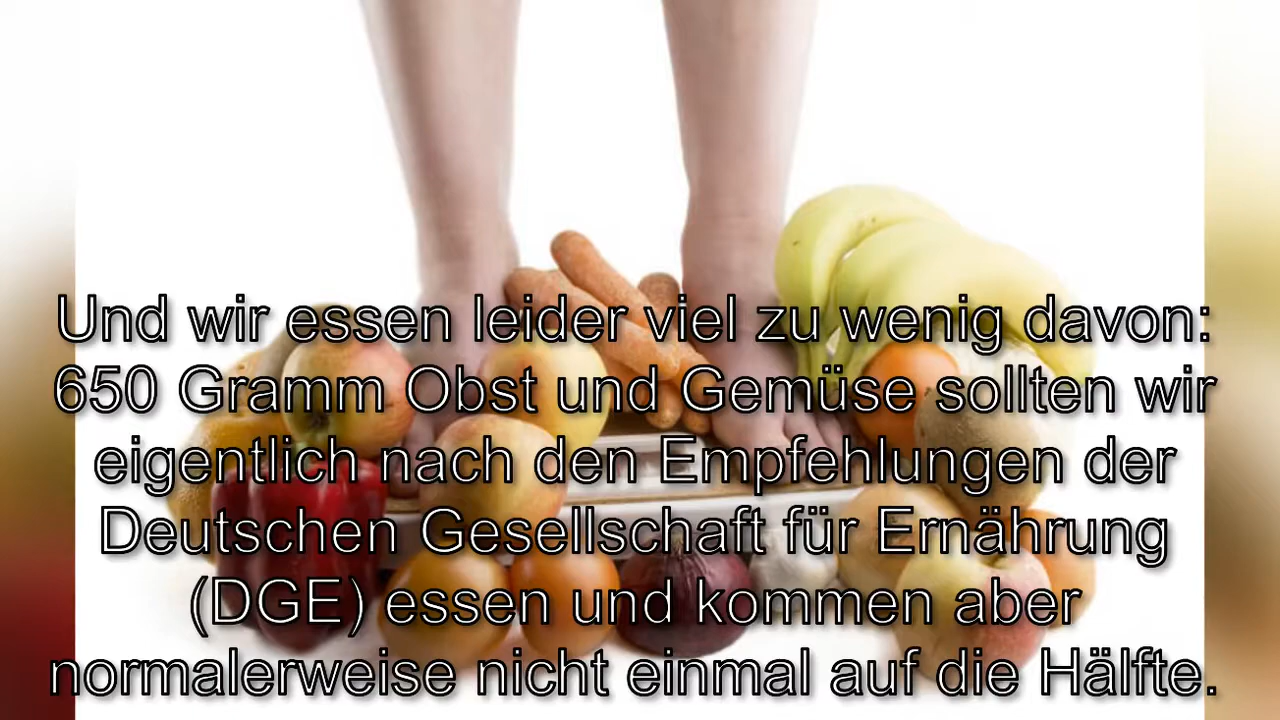 Und wir essen leider viel zu wenig davon:
650 Gramm Obst und Gemüse sollten wir
eigentlich nach den Empfehlungen der
Deutschen Gesellschaft für Ernährung
(DGE) essen und kommen aber
normalerweise nicht einmal auf die Hälfte.